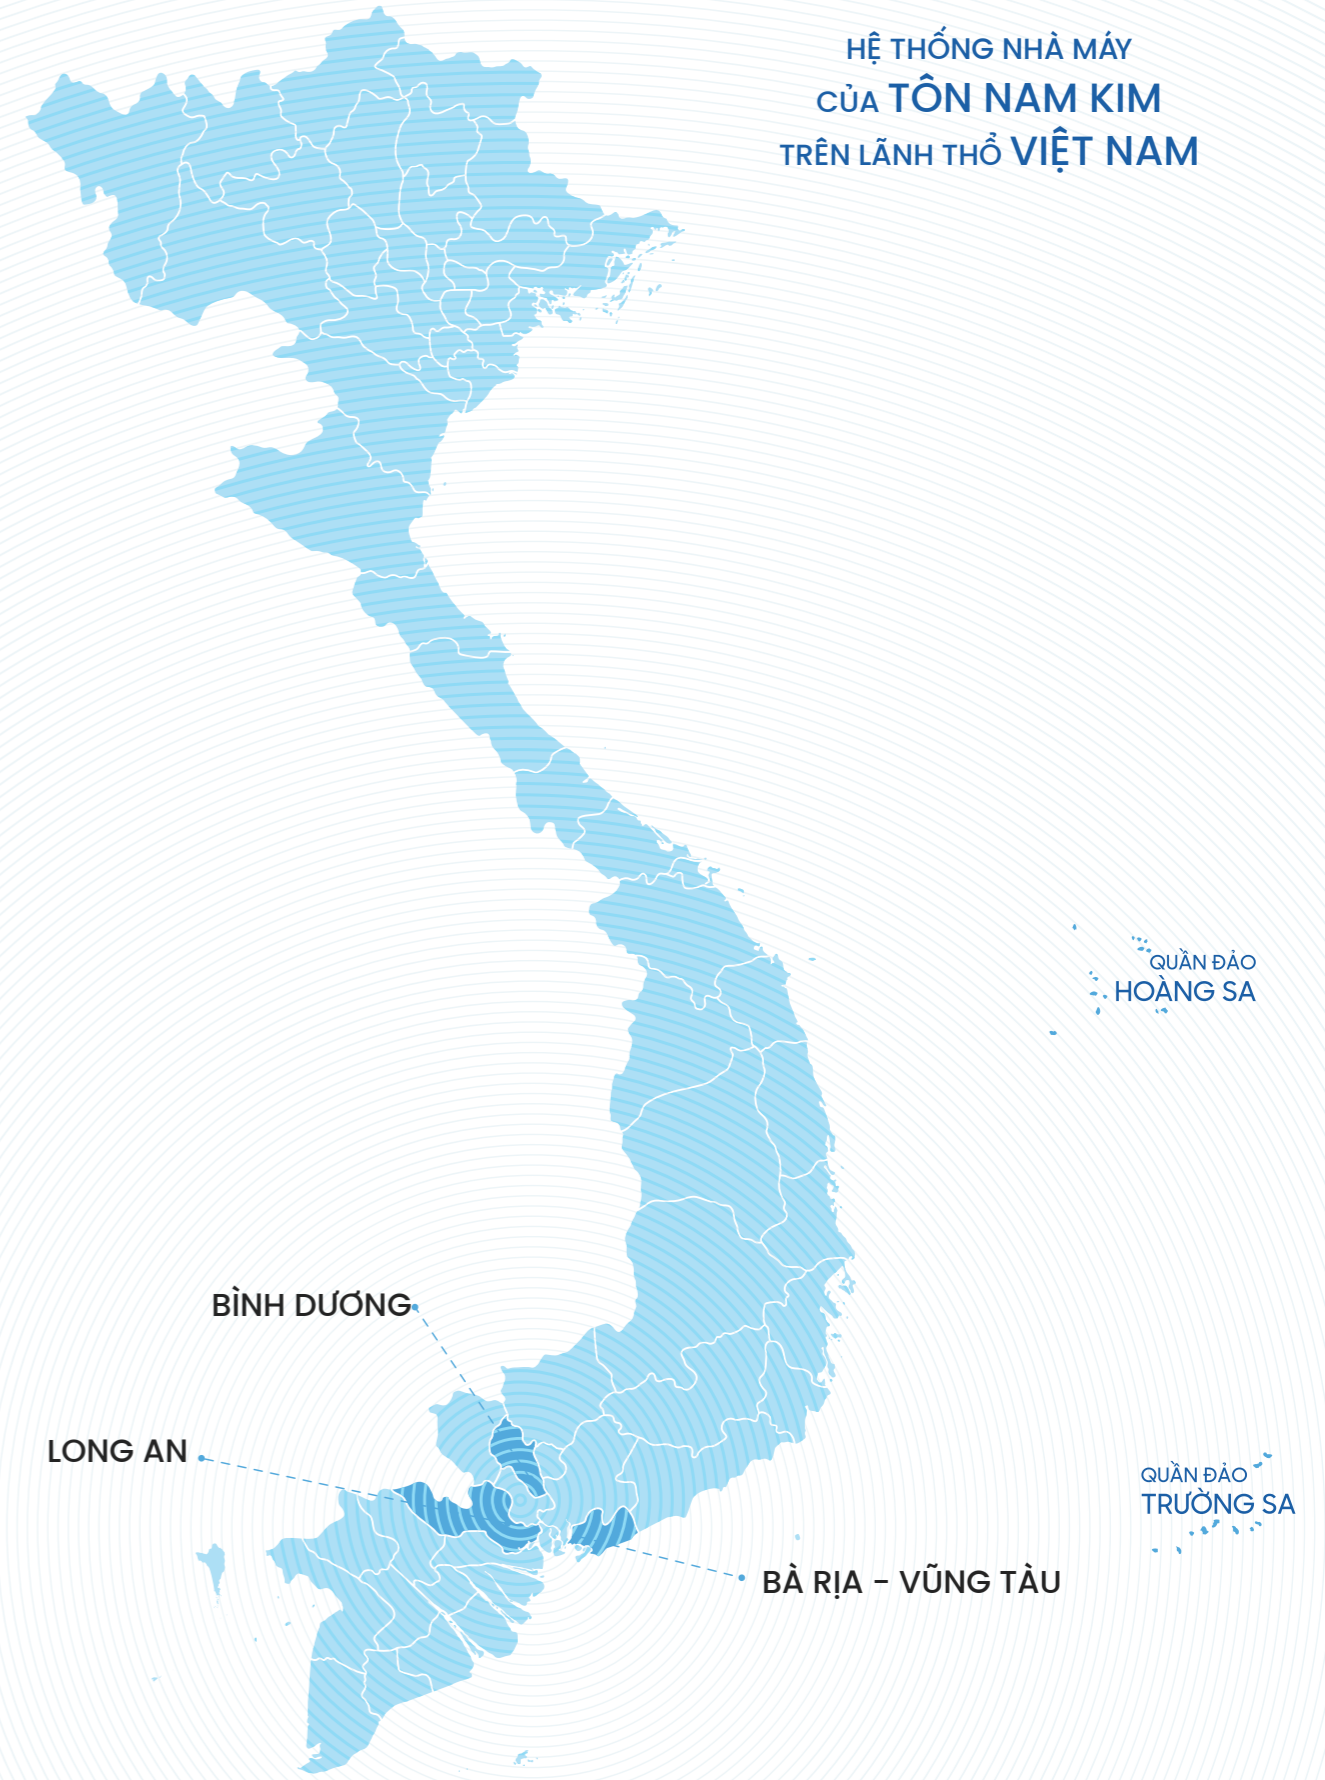 HỆ THỐNG NHÀ MÁY
CỦA TÔN NAM KIM
TRÊN LÃNH THỔ VIỆT NAM
QUẦN ĐẢO
HOÀNG SA
BÌNH DƯƠNG
LONG AN
QUẦN ĐẢO
TRƯỜNG SA
BÀ RỊA - VŨNG TÀU